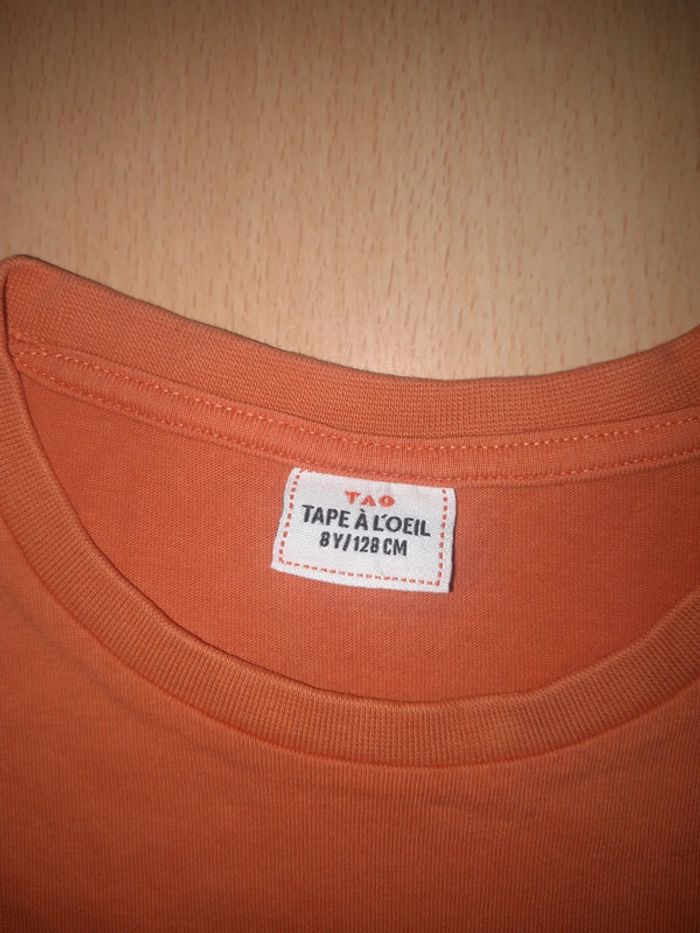 TAO
TAPE À L'OEIL
8Y/128 CM